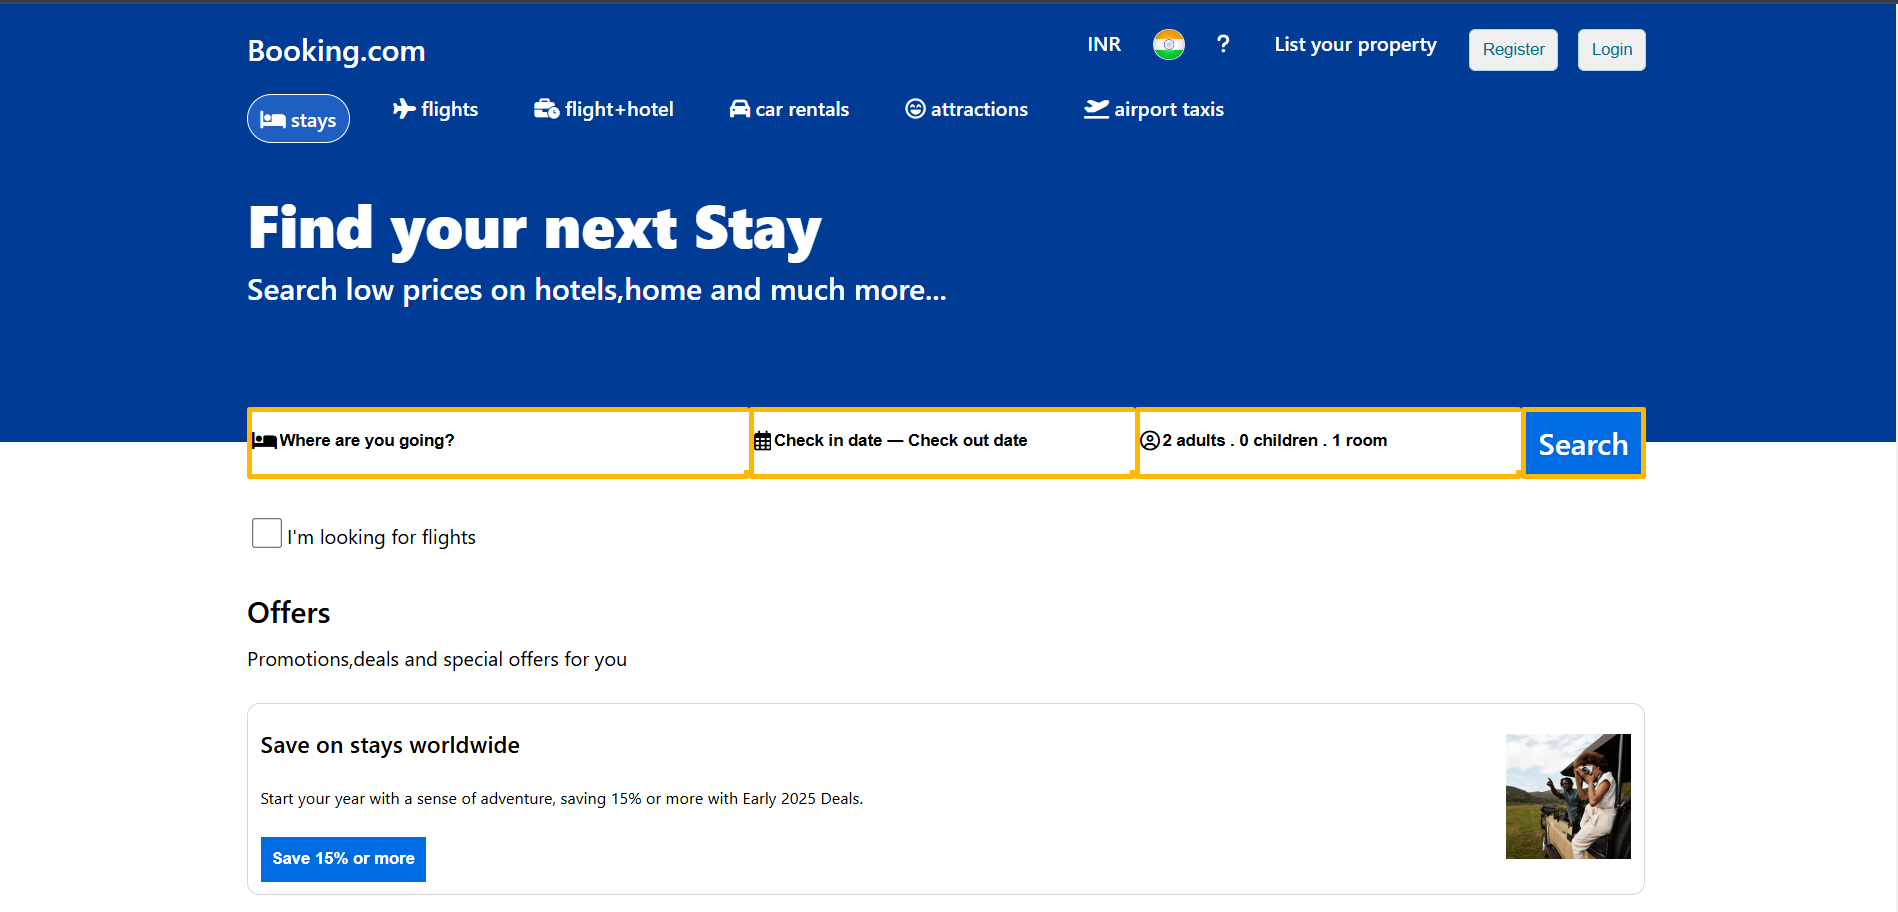 Booking.com
INR ? List your property Register Login
stays flights flight+hotel car rentals attractions airport taxis
Find your next Stay
Search low prices on hotels,home and much more...
Where are you going? Check in date — Check out date 2 adults . 0 children . 1 room Search
I'm looking for flights
Offers
Promotions,deals and special offers for you
Save on stays worldwide
Start your year with a sense of adventure, saving 15% or more with Early 2025 Deals.
Save 15% or more